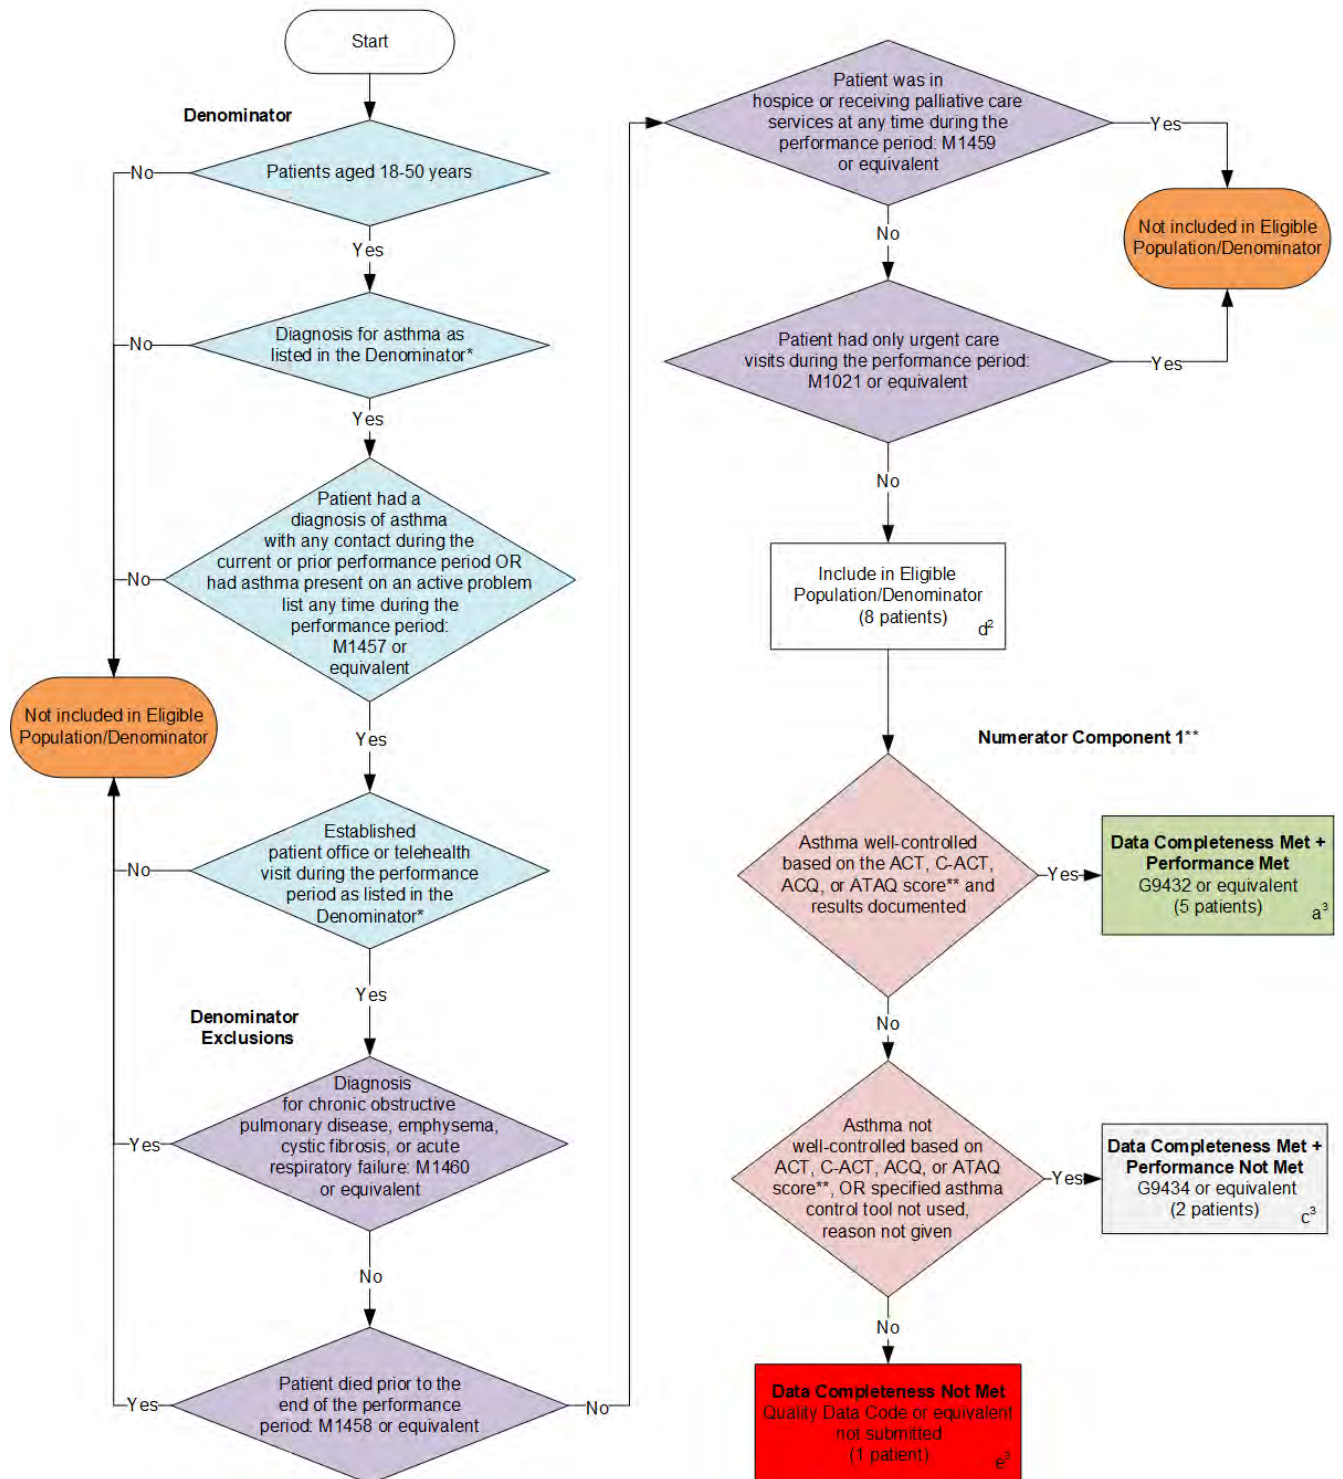 Start
Denominator
Patients aged 18-50 years
No
Yes
Diagnosis for asthma as
listed in the Denominator*
No
Yes
Patient had a
diagnosis of asthma
with any contact during the
current or prior performance period OR
had asthma present on an active problem
list any time during the
performance period:
M1457 or
equivalent
No
Not included in Eligible
Population/Denominator
Yes
Established
patient office or telehealth
visit during the performance
period as listed in the
Denominator*
No
Yes
Denominator
Exclusions
Diagnosis
for chronic obstructive
pulmonary disease, emphysema,
cystic fibrosis, or acute
respiratory failure: M1460
or equivalent
Yes
No
Patient died prior to the
end of the performance
period: M1458 or equivalent
Yes
No
Patient was in
hospice or receiving palliative care
services at any time during the
performance period: M1459
or equivalent
Yes
Not included in Eligible
Population/Denominator
No
Patient had only urgent care
visits during the performance period:
M1021 or equivalent
Yes
No
Include in Eligible
Population/Denominator
(8 patients)
d²
Numerator Component 1**
Asthma well-controlled
based on the ACT, C-ACT,
ACQ, or ATAQ score** and
results documented
Yes
Data Completeness Met +
Performance Met
G9432 or equivalent
(5 patients)
a³
No
Asthma not
well-controlled based on
ACT, C-ACT, ACQ, or ATAQ
score**, OR specified asthma
control tool not used,
reason not given
Yes
Data Completeness Met +
Performance Not Met
G9434 or equivalent
(2 patients)
c³
No
Data Completeness Not Met
Quality Data Code or equivalent
not submitted
(1 patient)